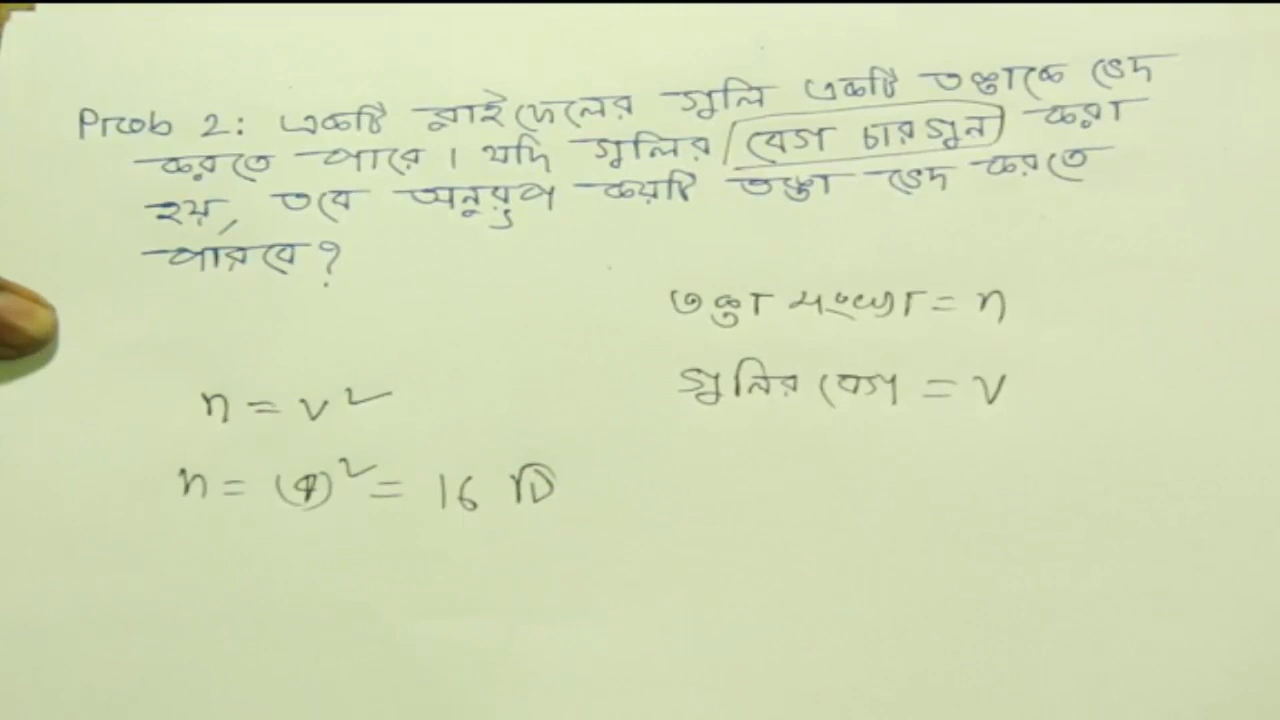 Prob 2: একটি রাইফেলের গুলি একটি তক্তাকে ভেদ
করতে পারে। যদি গুলির বেগ চারগুন করা
হয়, তবে অনুরুপ কয়টি তক্তা ভেদ করতে
পারবে?
তক্তা সংখ্যা = n
গুলির বেগ = v
n = v²
n = (4)² = 16 টি